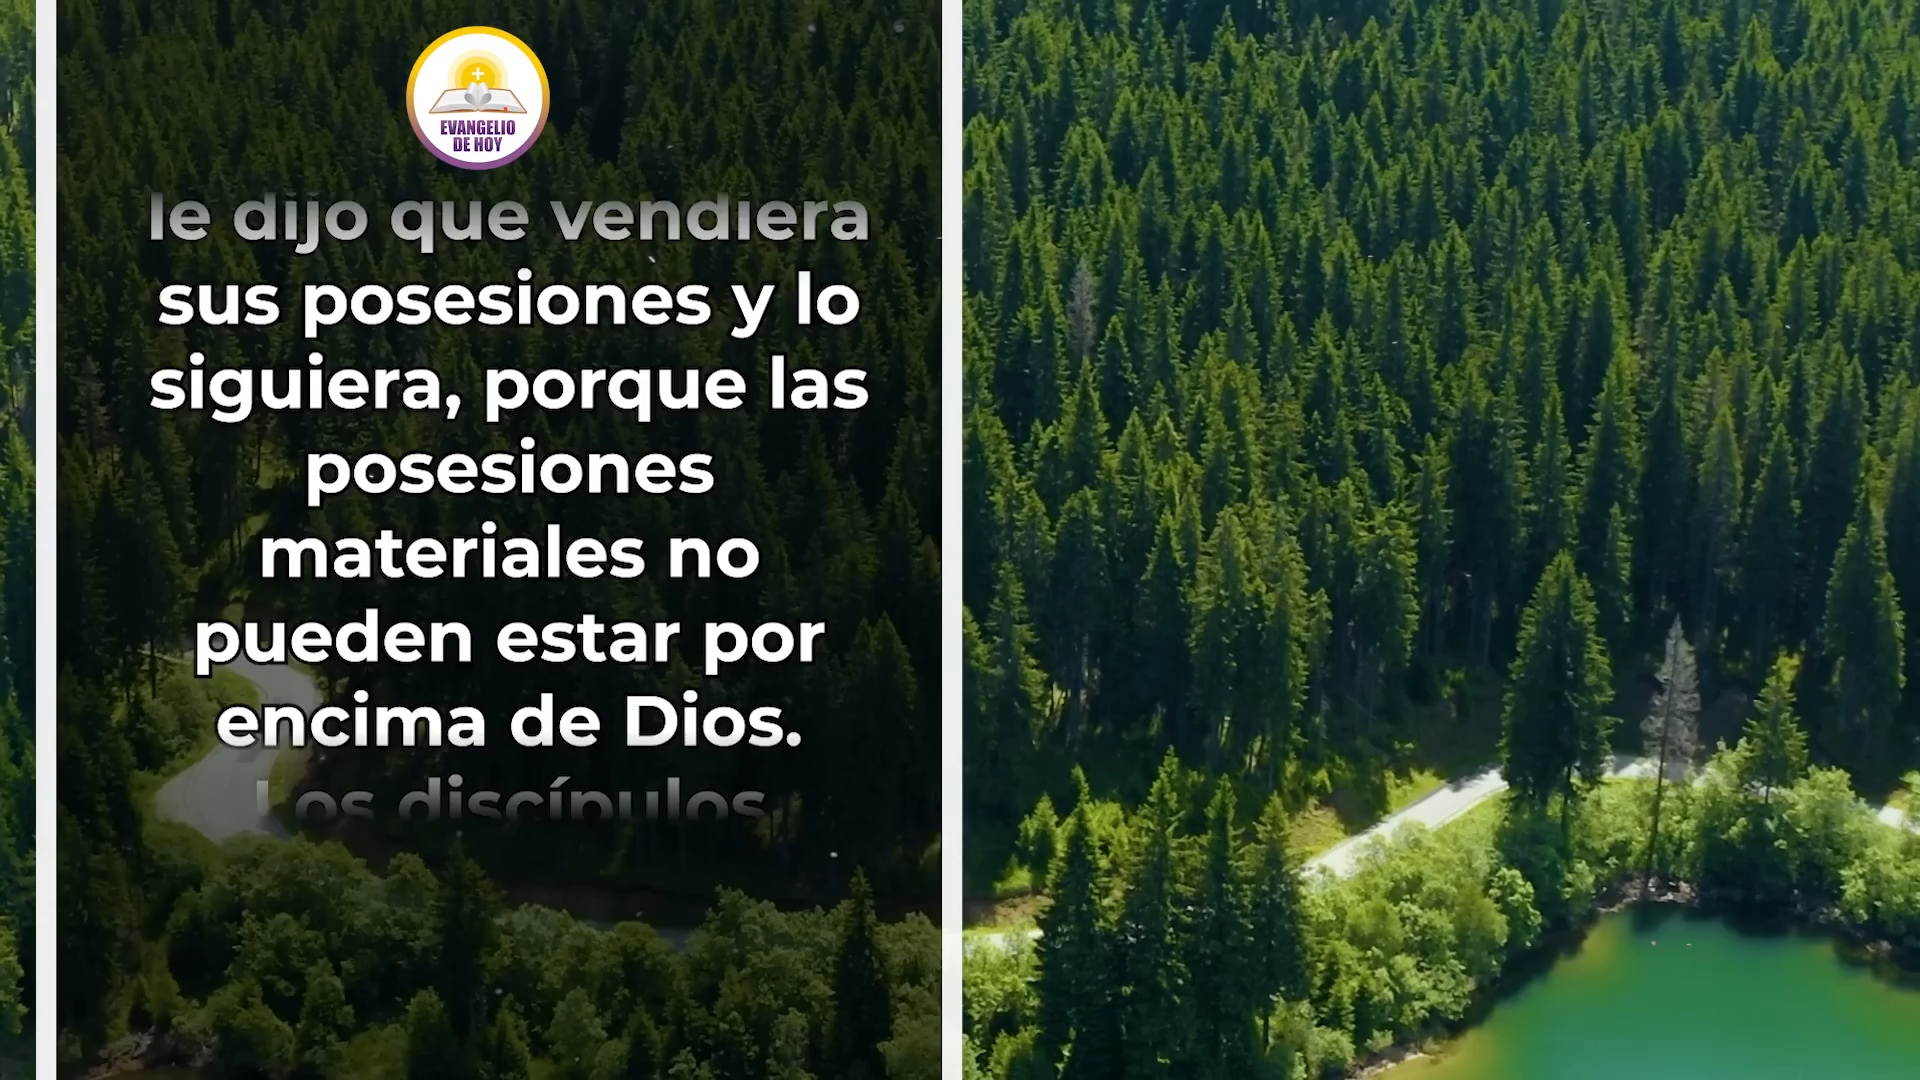 EVANGELIO
DE HOY
le dijo que vendiera
sus posesiones y lo
siguiera, porque las
posesiones
materiales no
pueden estar por
encima de Dios.
Los discípulos